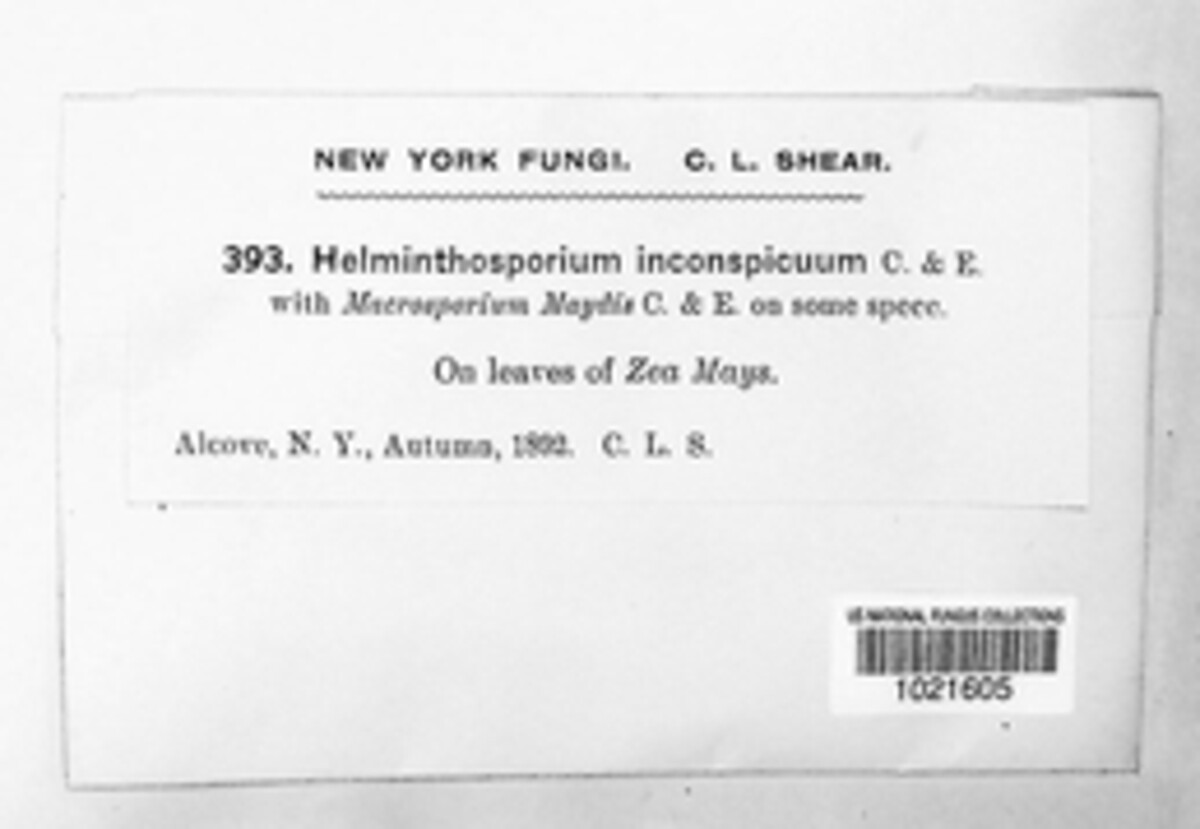 NEW YORK FUNGI. C. L. SHEAR.
393. Helminthosporium inconspicuum C. & E.
with Macrosporium Maydis C. & E. on some spece.
On leaves of Zea Mays.
Alcove, N. Y., Autumn, 1892. C. L. S.
US NATIONAL FUNGUS COLLECTIONS
1021605